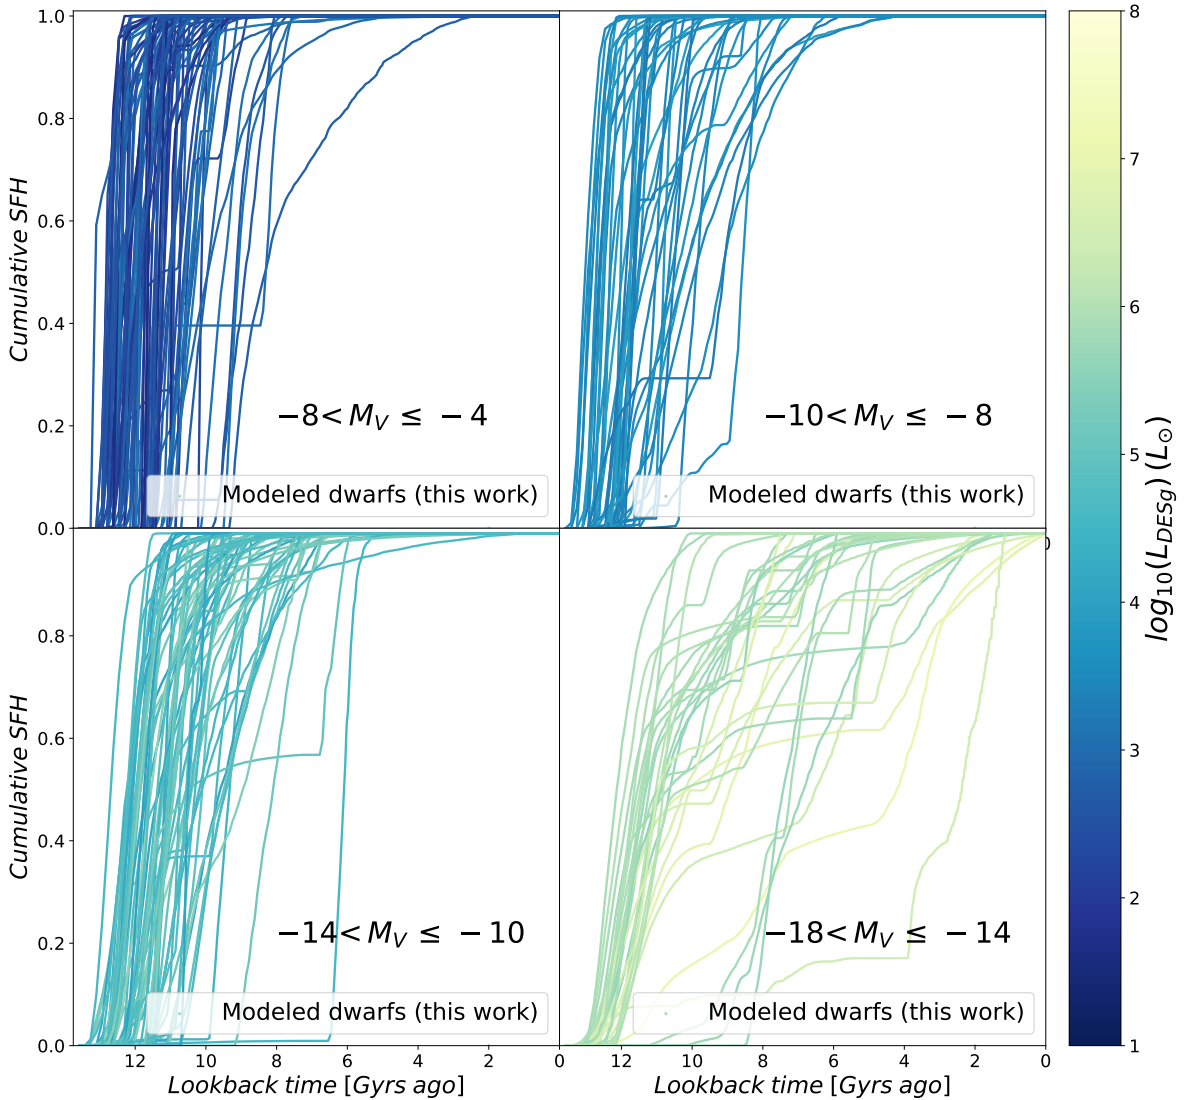 1.0
0.8
0.6
0.4
0.2
0.0
Cumulative SFH
−8< M_V ≤ −4
Modeled dwarfs (this work)
−10< M_V ≤ −8
Modeled dwarfs (this work)
0.8
0.6
0.4
0.2
0.0
Cumulative SFH
−14< M_V ≤ −10
Modeled dwarfs (this work)
−18< M_V ≤ −14
Modeled dwarfs (this work)
12 10 8 6 4 2 0
Lookback time [Gyrs ago]
12 10 8 6 4 2 0
Lookback time [Gyrs ago]
8
7
6
5
4
3
2
1
log₁₀(L_DESg) (L⊙)